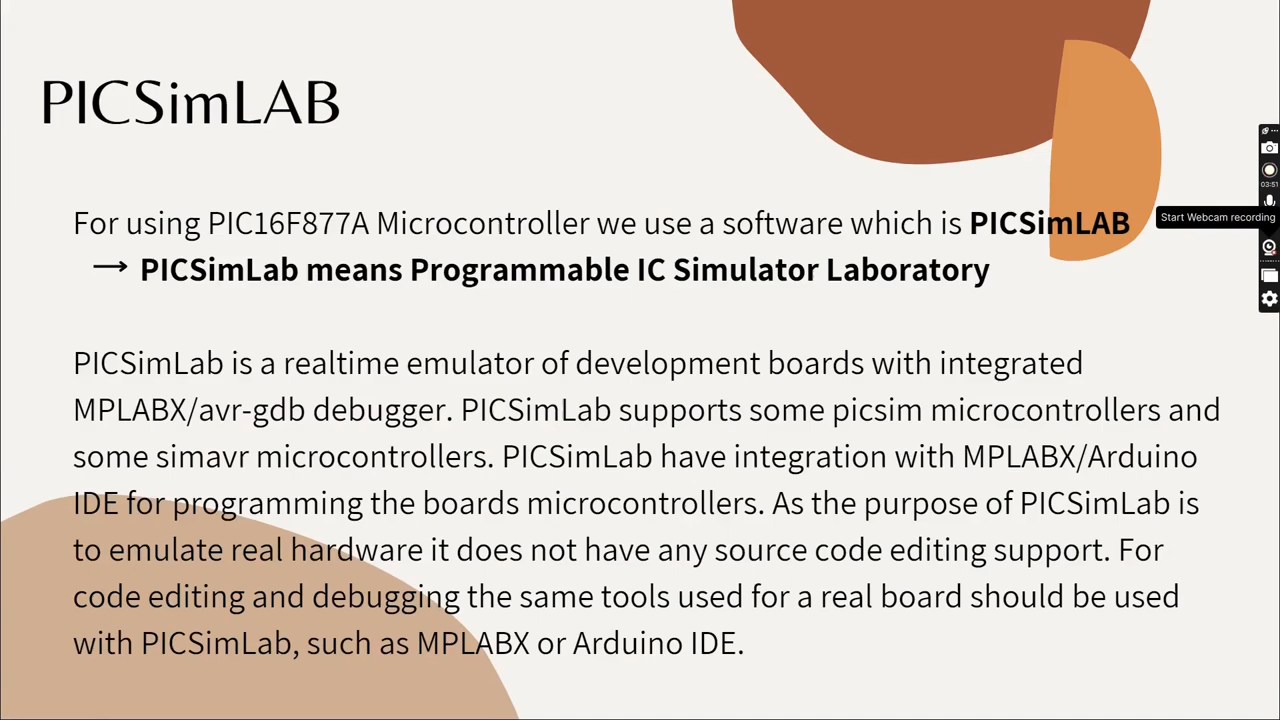 PICSimLAB
For using PIC16F877A Microcontroller we use a software which is PICSimLAB
→ PICSimLab means Programmable IC Simulator Laboratory
PICSimLab is a realtime emulator of development boards with integrated
MPLABX/avr-gdb debugger. PICSimLab supports some picsim microcontrollers and
some simavr microcontrollers. PICSimLab have integration with MPLABX/Arduino
IDE for programming the boards microcontrollers. As the purpose of PICSimLab is
to emulate real hardware it does not have any source code editing support. For
code editing and debugging the same tools used for a real board should be used
with PICSimLab, such as MPLABX or Arduino IDE.
03:51
Start Webcam recording